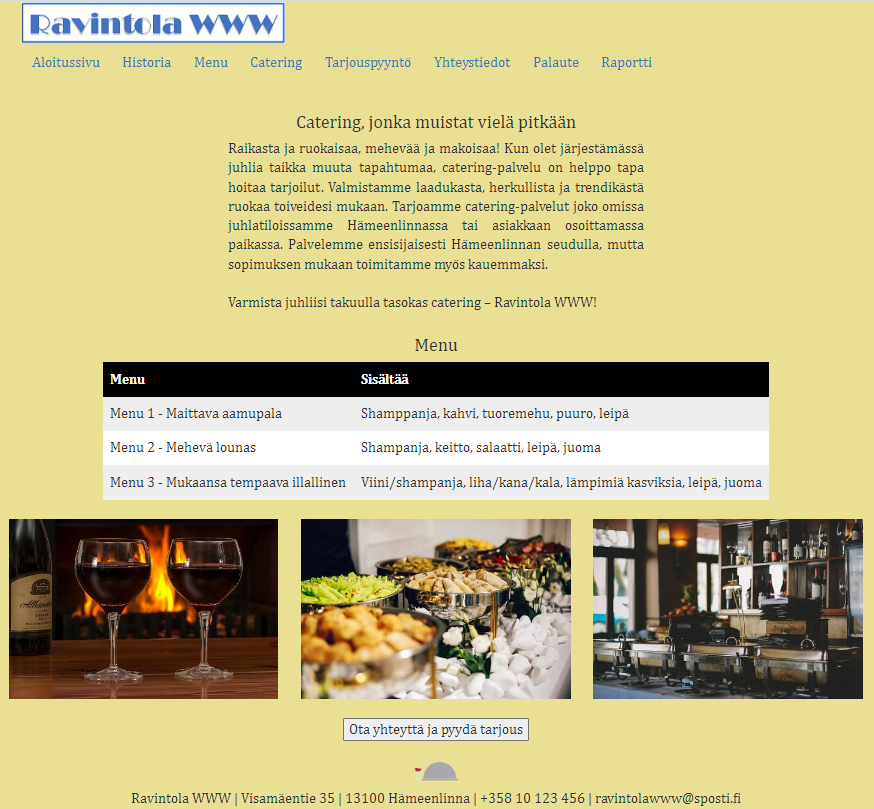 Ravintola WWW
Aloitussivu Historia Menu Catering Tarjouspyyntö Yhteystiedot Palaute Raportti
Catering, jonka muistat vielä pitkään
Raikasta ja ruokaisaa, mehevää ja makoisaa! Kun olet järjestämässä
juhlia taikka muuta tapahtumaa, catering-palvelu on helppo tapa
hoitaa tarjoilut. Valmistamme laadukasta, herkullista ja trendikästä
ruokaa toiveidesi mukaan. Tarjoamme catering-palvelut joko omissa
juhlatiloissamme Hämeenlinnassa tai asiakkaan osoittamassa
paikassa. Palvelemme ensisijaisesti Hämeenlinnan seudulla, mutta
sopimuksen mukaan toimitamme myös kauemmaksi.
Varmista juhliisi takuulla tasokas catering – Ravintola WWW!
Menu
Menu Sisältää
Menu 1 - Maittava aamupala Shamppanja, kahvi, tuoremehu, puuro, leipä
Menu 2 - Mehevä lounas Shampanja, keitto, salaatti, leipä, juoma
Menu 3 - Mukaansa tempaava illallinen Viini/shampanja, liha/kana/kala, lämpimiä kasviksia, leipä, juoma
Ota yhteyttä ja pyydä tarjous
Ravintola WWW | Visamäentie 35 | 13100 Hämeenlinna | +358 10 123 456 | ravintolawww@sposti.fi